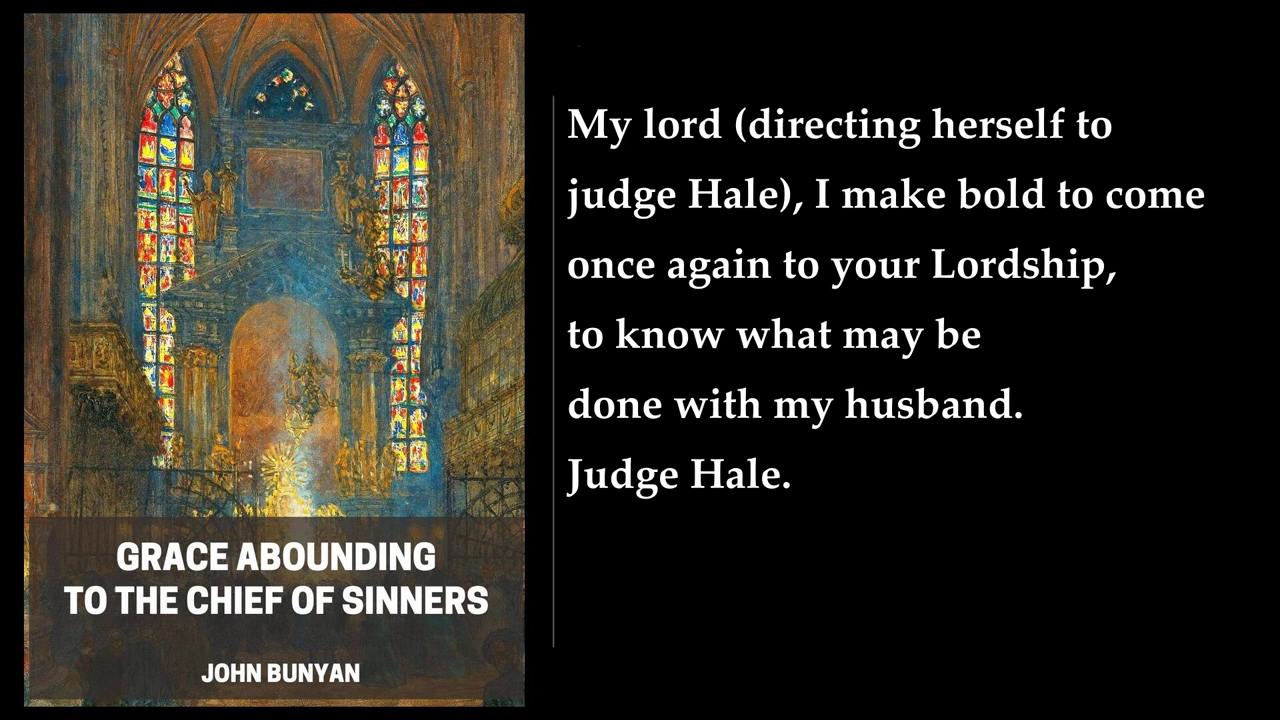 GRACE ABOUNDING
TO THE CHIEF OF SINNERS
JOHN BUNYAN
My lord (directing herself to
judge Hale), I make bold to come
once again to your Lordship,
to know what may be
done with my husband.
Judge Hale.